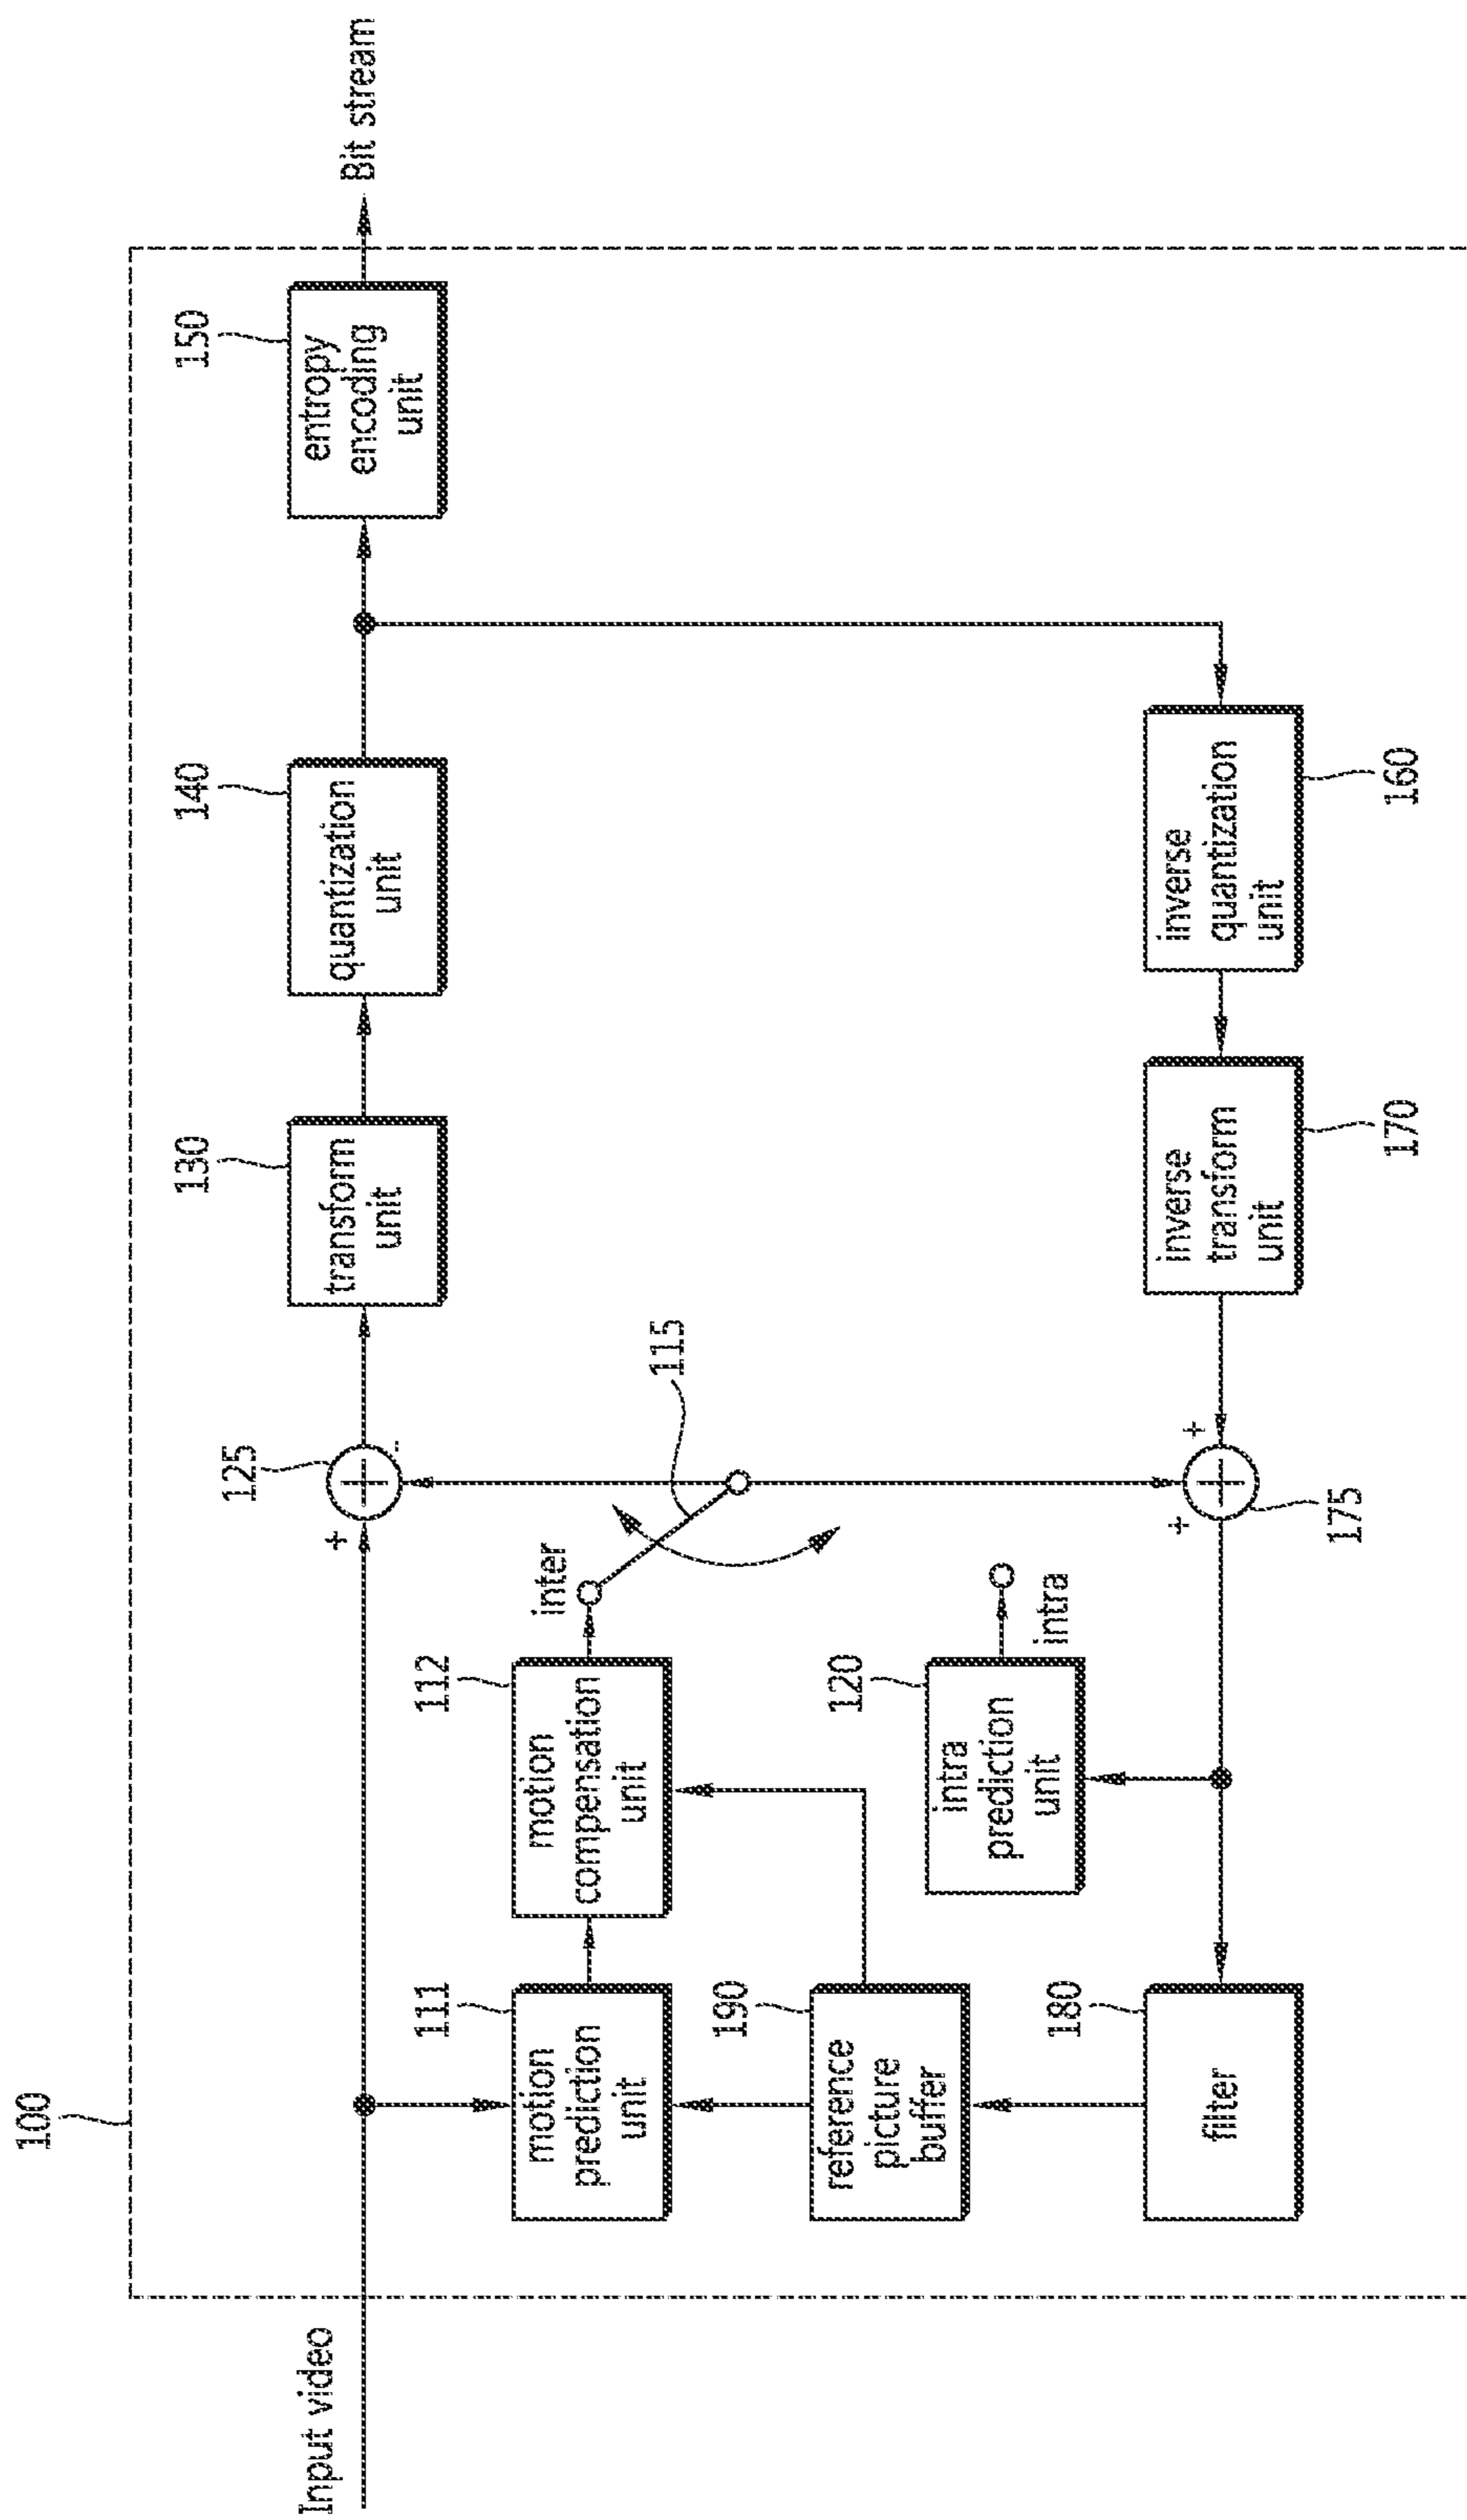 100
Input video
125
130
140
150
Bit stream
+
-
transform
unit
quantization
unit
entropy
encoding
unit
111
motion
prediction
unit
112
motion
compensation
unit
inter
115
190
reference
picture
buffer
120
intra
prediction
unit
intra
180
filter
+
+
175
inverse
transform
unit
170
inverse
quantization
unit
160